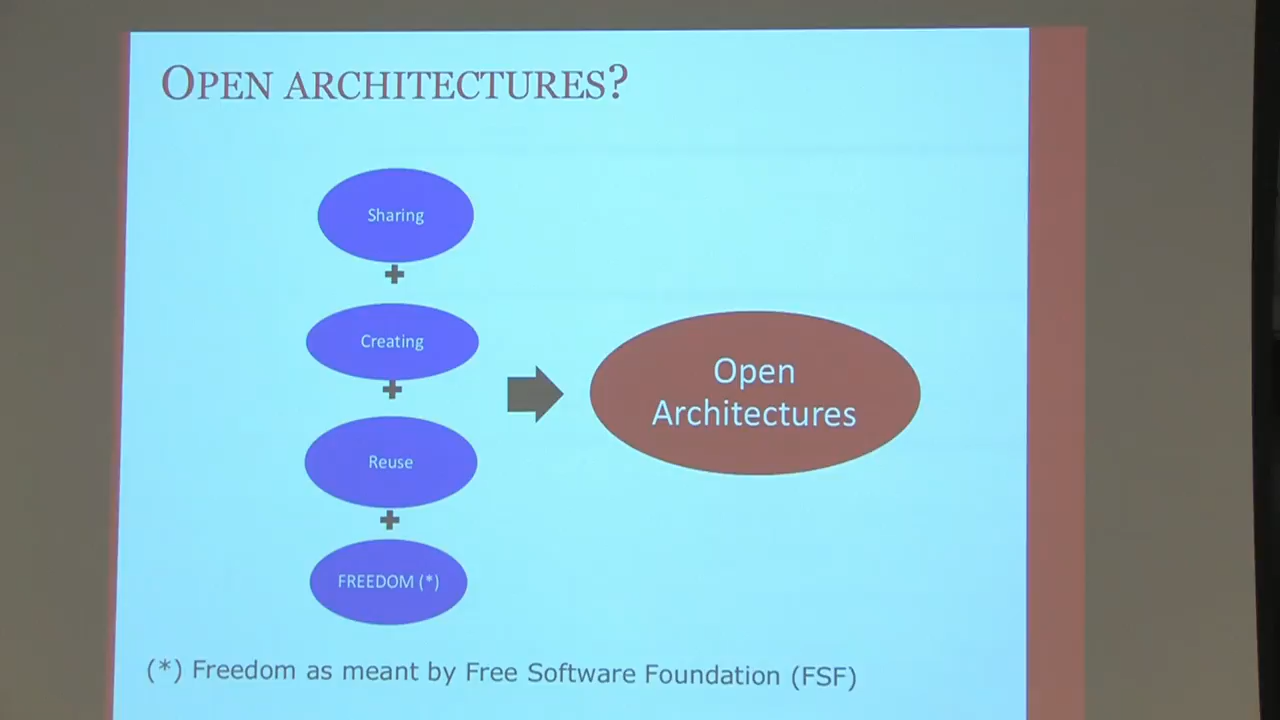 OPEN ARCHITECTURES?
Sharing
+
Creating
+
Reuse
+
FREEDOM (*)
Open
Architectures
(*) Freedom as meant by Free Software Foundation (FSF)